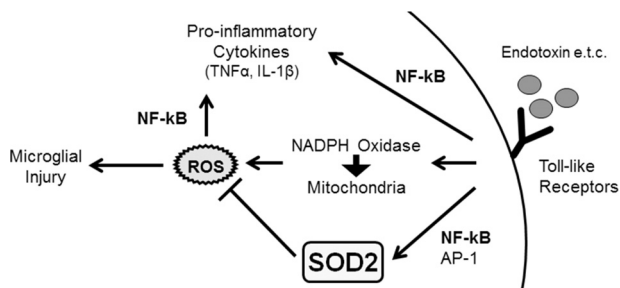 Pro-inflammatory
Cytokines
(TNFα, IL-1β)
Endotoxin e.t.c.
NF-kB
NF-kB
NADPH Oxidase
Microglial
Injury
ROS
Mitochondria
Toll-like
Receptors
NF-kB
AP-1
SOD2